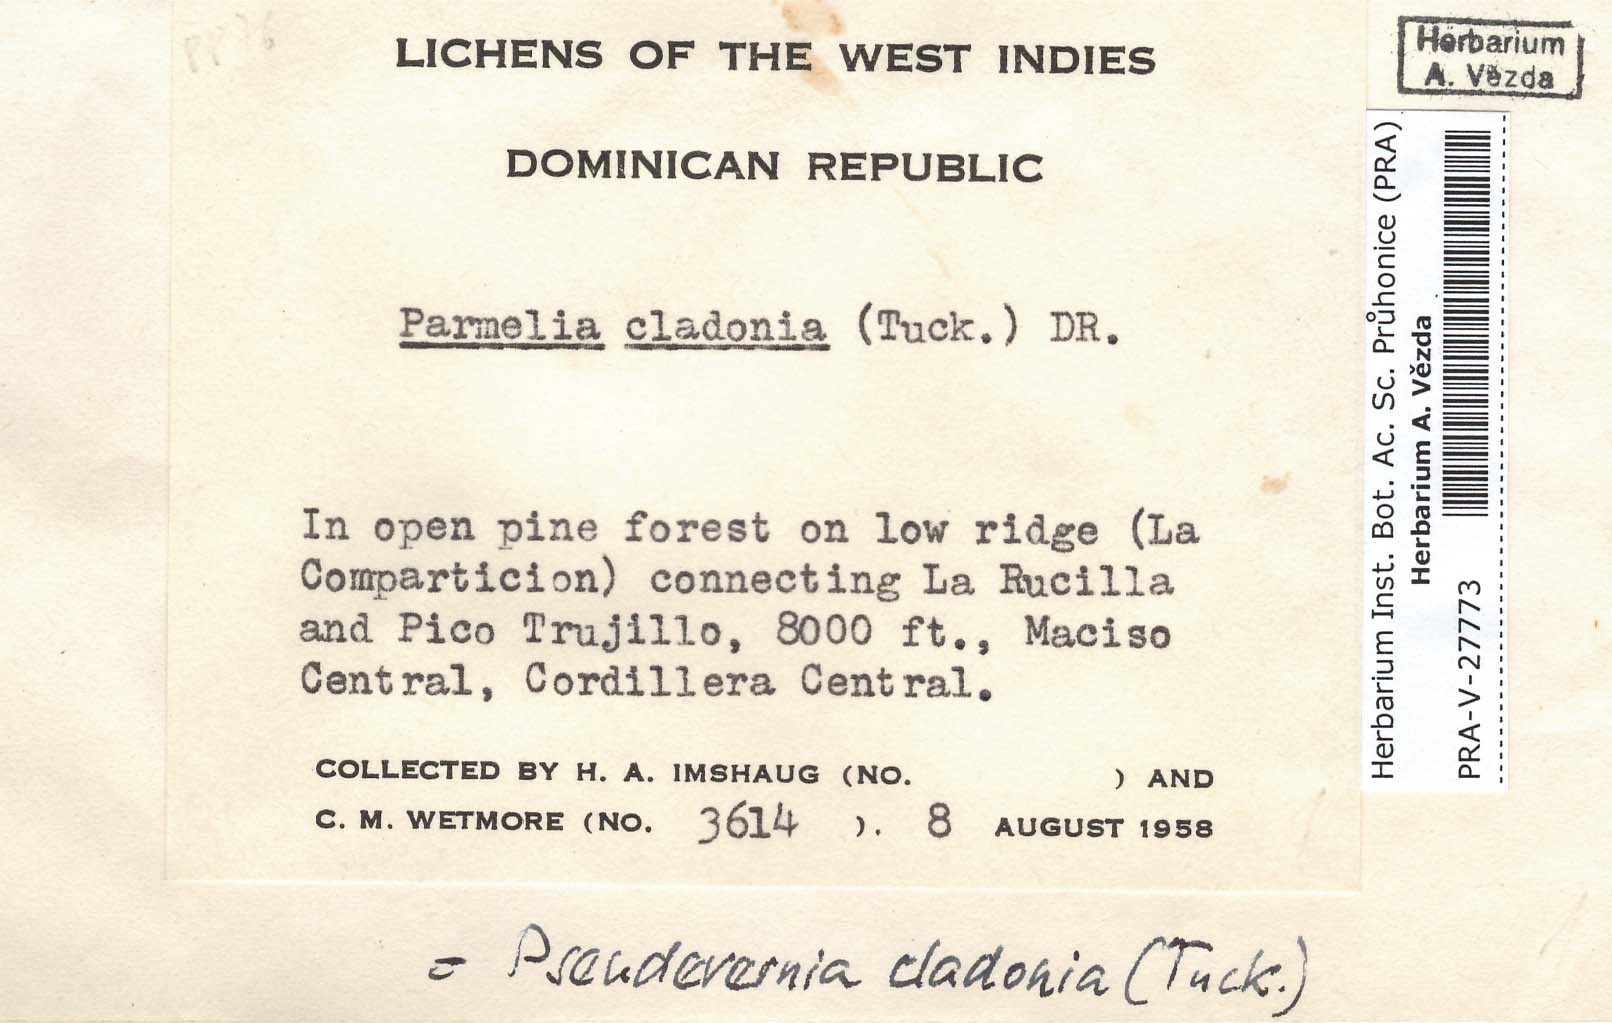 LICHENS OF THE WEST INDIES
DOMINICAN REPUBLIC
Parmelia cladonia (Tuck.) DR.
In open pine forest on low ridge (La
Comparticion) connecting La Rucilla
and Pico Trujillo, 8000 ft., Maciso
Central, Cordillera Central.
COLLECTED BY H. A. IMSHAUG (NO. ) AND
C. M. WETMORE (NO. 3614 ). 8 AUGUST 1958
= Pseudevernia cladonia (Tuck.)
Herbarium
A. Vězda
Herbarium Inst. Bot. Ac. Sc. Průhonice (PRA)
Herbarium A. Vězda
PRA-V-27773